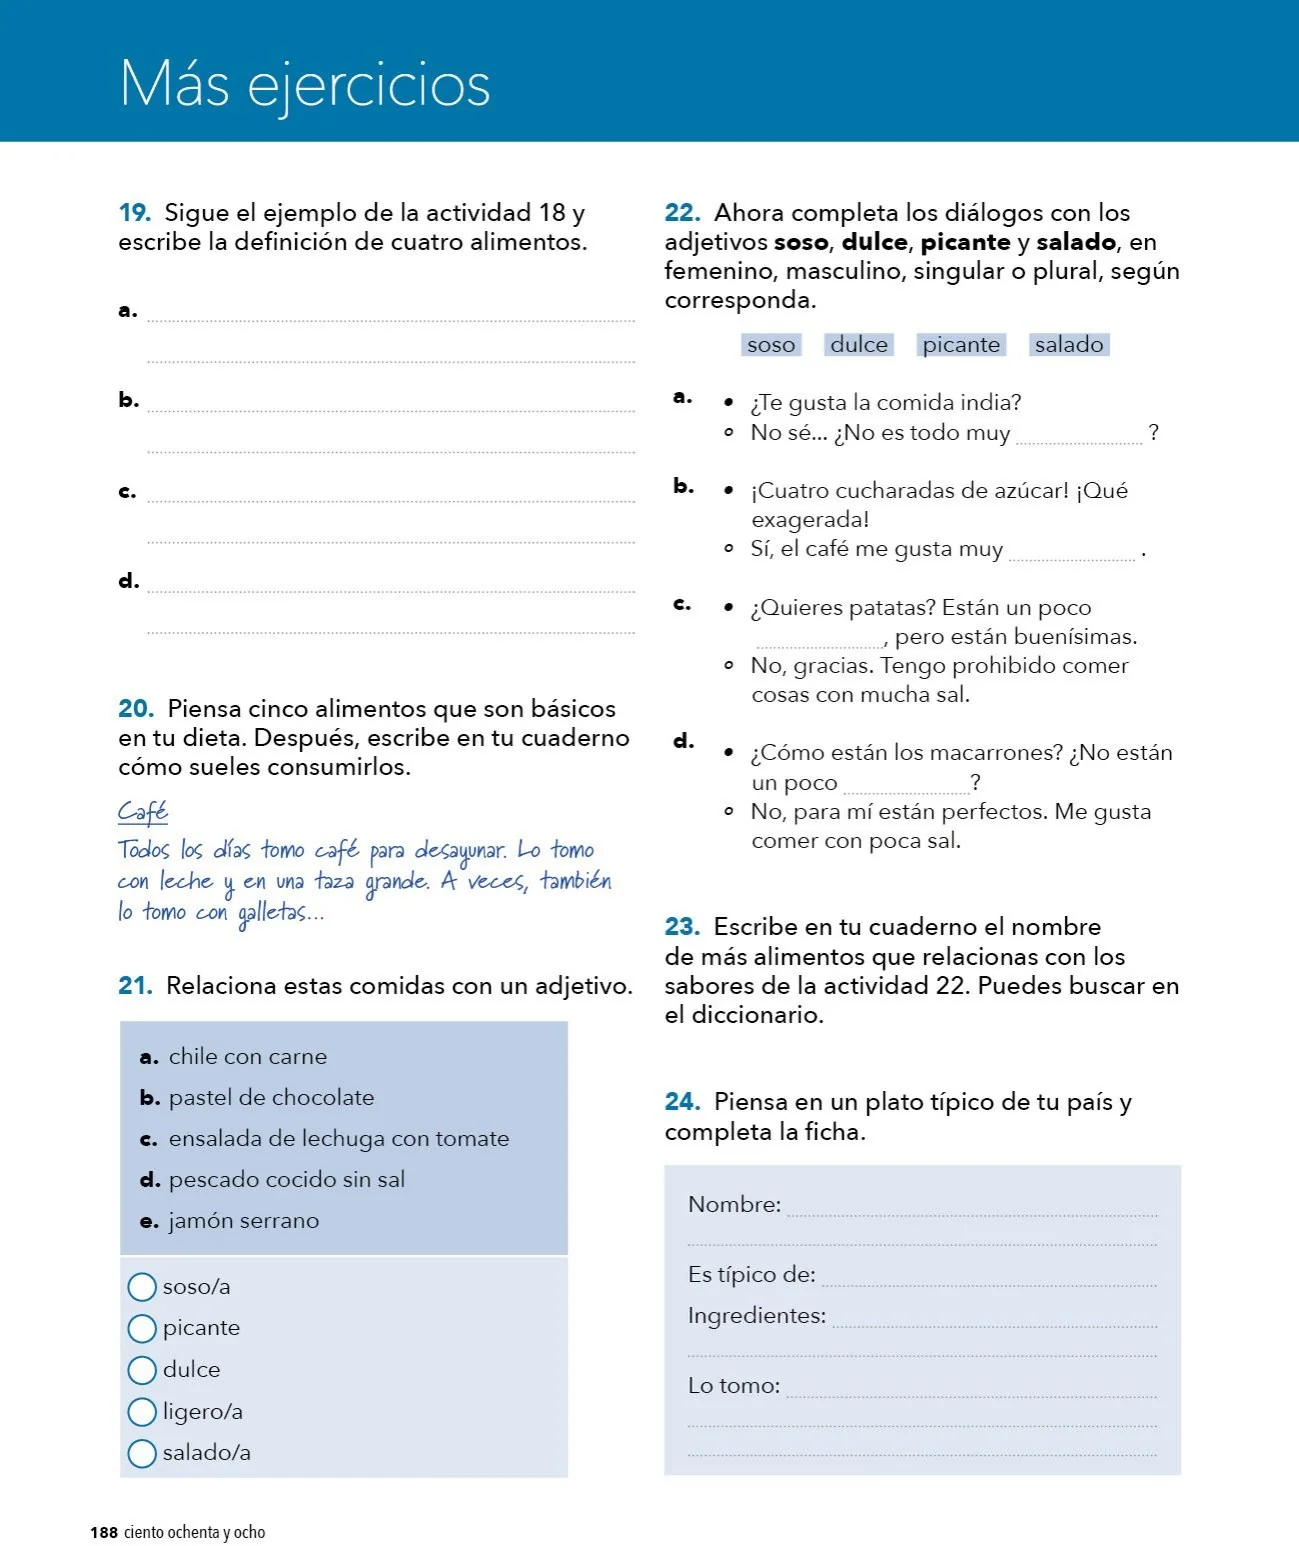 Más ejercicios
19. Sigue el ejemplo de la actividad 18 y
escribe la definición de cuatro alimentos.
a.
b.
c.
d.
20. Piensa cinco alimentos que son básicos
en tu dieta. Después, escribe en tu cuaderno
cómo sueles consumirlos.
Café
Todos los días tomo café para desayunar. Lo tomo
con leche y en una taza grande. A veces, también
lo tomo con galletas...
21. Relaciona estas comidas con un adjetivo.
a. chile con carne
b. pastel de chocolate
c. ensalada de lechuga con tomate
d. pescado cocido sin sal
e. jamón serrano
soso/a
picante
dulce
ligero/a
salado/a
22. Ahora completa los diálogos con los
adjetivos soso, dulce, picante y salado, en
femenino, masculino, singular o plural, según
corresponda.
soso dulce picante salado
a. • ¿Te gusta la comida india?
º No sé... ¿No es todo muy ?
b. • ¡Cuatro cucharadas de azúcar! ¡Qué
exagerada!
º Sí, el café me gusta muy .
c. • ¿Quieres patatas? Están un poco
, pero están buenísimas.
º No, gracias. Tengo prohibido comer
cosas con mucha sal.
d. • ¿Cómo están los macarrones? ¿No están
un poco ?
º No, para mí están perfectos. Me gusta
comer con poca sal.
23. Escribe en tu cuaderno el nombre
de más alimentos que relacionas con los
sabores de la actividad 22. Puedes buscar en
el diccionario.
24. Piensa en un plato típico de tu país y
completa la ficha.
Nombre:
Es típico de:
Ingredientes:
Lo tomo:
188 ciento ochenta y ocho